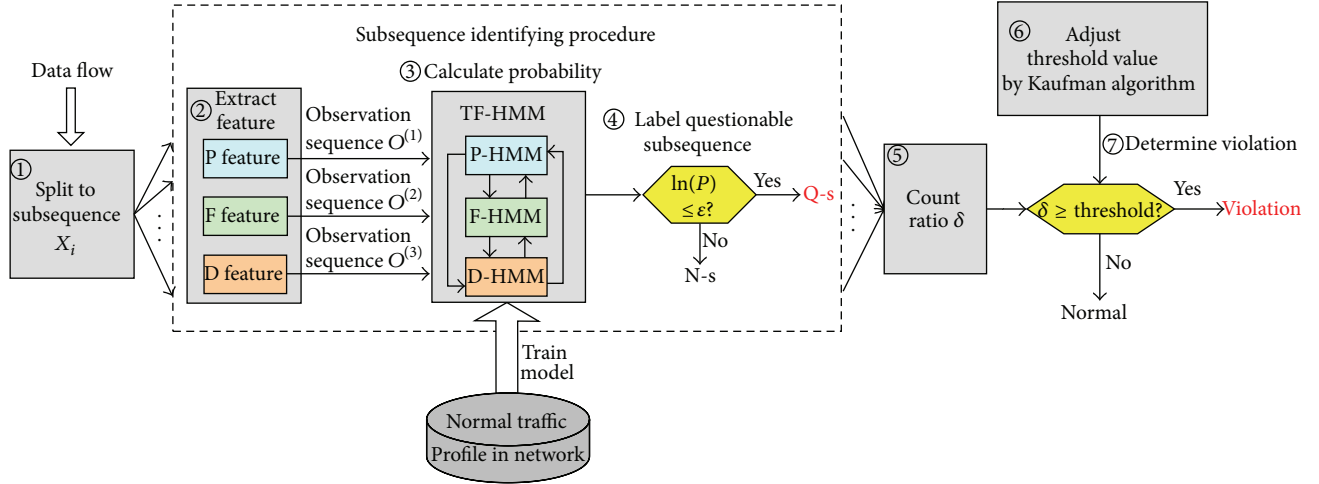 Data flow
①
Split to
subsequence
Xᵢ
Subsequence identifying procedure
② Extract
feature
P feature
F feature
D feature
Observation
sequence O⁽¹⁾
Observation
sequence O⁽²⁾
Observation
sequence O⁽³⁾
③ Calculate probability
TF-HMM
P-HMM
F-HMM
D-HMM
Train
model
Normal traffic
Profile in network
④ Label questionable
subsequence
ln(P)
≤ ε?
Yes
Q-s
No
N-s
⑤
Count
ratio δ
⑥ Adjust
threshold value
by Kaufman algorithm
⑦ Determine violation
δ ≥ threshold?
Yes
Violation
No
Normal